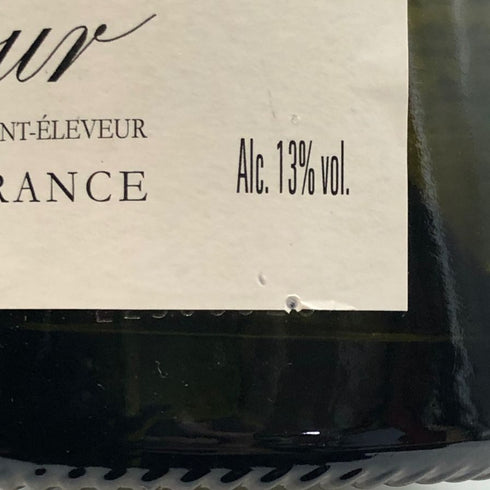 ur
NT-ÉLEVEUR
RANCE
Alc. 13% vol.